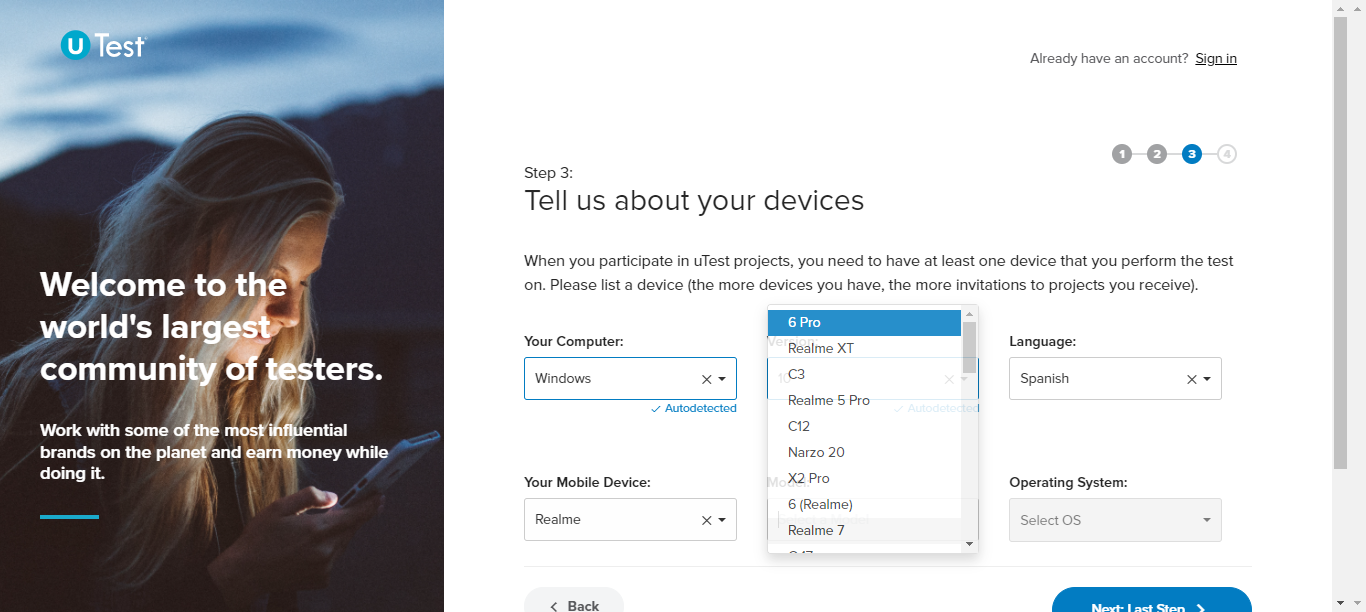 uTest
Already have an account? Sign in
1 2 3 4
Step 3:
Tell us about your devices
When you participate in uTest projects, you need to have at least one device that you perform the test
on. Please list a device (the more devices you have, the more invitations to projects you receive).
Welcome to the
world's largest
community of testers.
Work with some of the most influential
brands on the planet and earn money while
doing it.
Your Computer:
Windows
Autodetected
Version:
10
Autodetected
Language:
Spanish
Your Mobile Device:
Realme
Model:
6 Pro
Realme XT
C3
Realme 5 Pro
C12
Narzo 20
X2 Pro
6 (Realme)
Realme 7
Operating System:
Select OS
Back
Next: Last Step